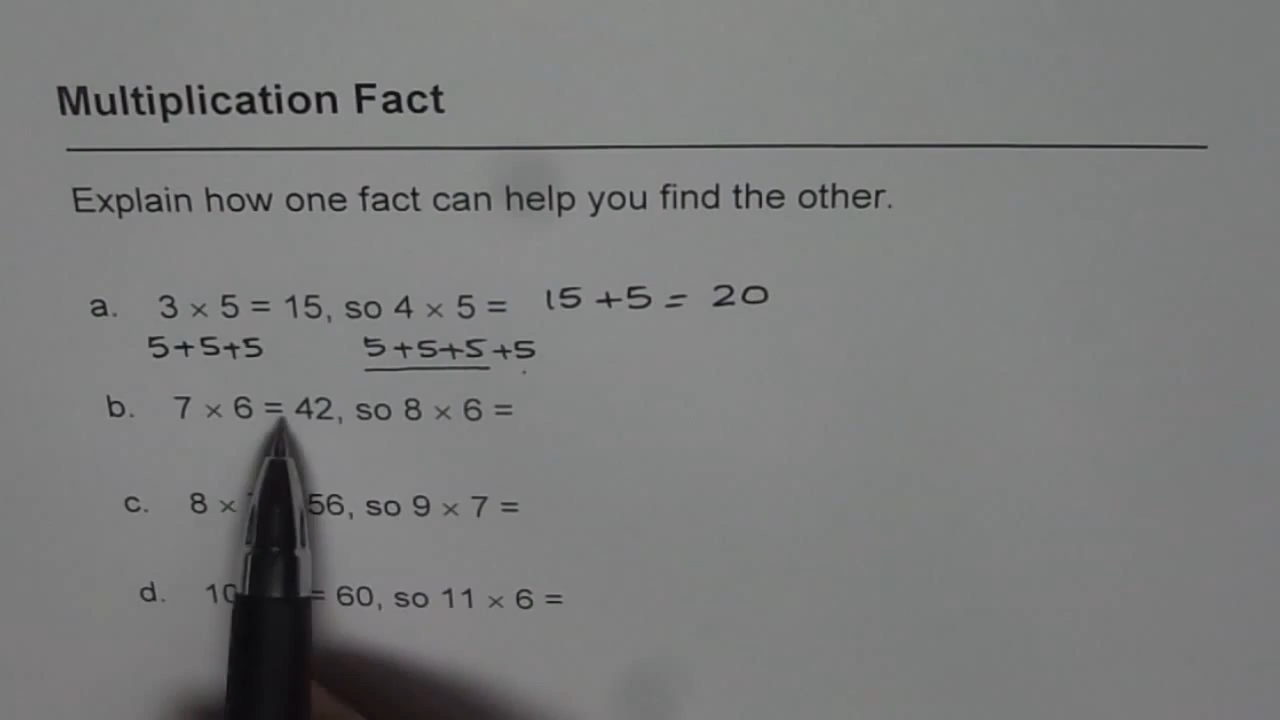 Multiplication Fact
Explain how one fact can help you find the other.
a. 3 × 5 = 15, so 4 × 5 = 15 + 5 = 20
5+5+5 5+5+5+5
b. 7 × 6 = 42, so 8 × 6 =
c. 8 × 56, so 9 × 7 =
d. 10 = 60, so 11 × 6 =